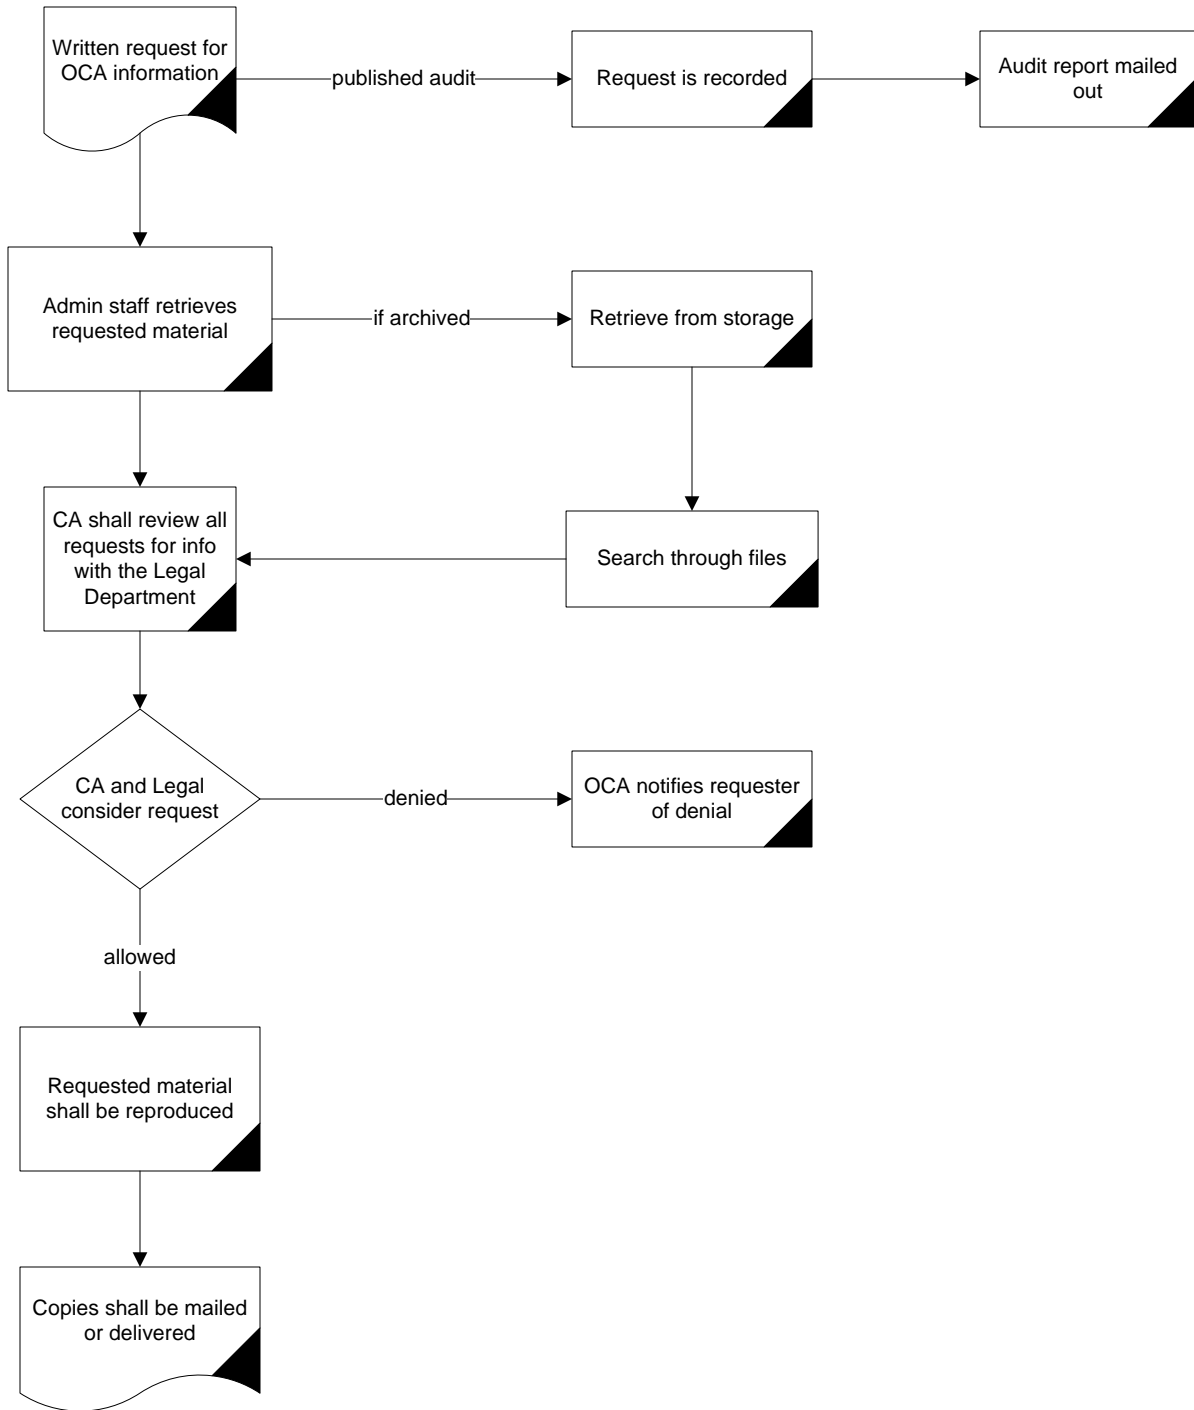 Written request for
OCA information
published audit
Request is recorded
Audit report mailed
out
Admin staff retrieves
requested material
if archived
Retrieve from storage
CA shall review all
requests for info
with the Legal
Department
Search through files
CA and Legal
consider request
denied
OCA notifies requester
of denial
allowed
Requested material
shall be reproduced
Copies shall be mailed
or delivered